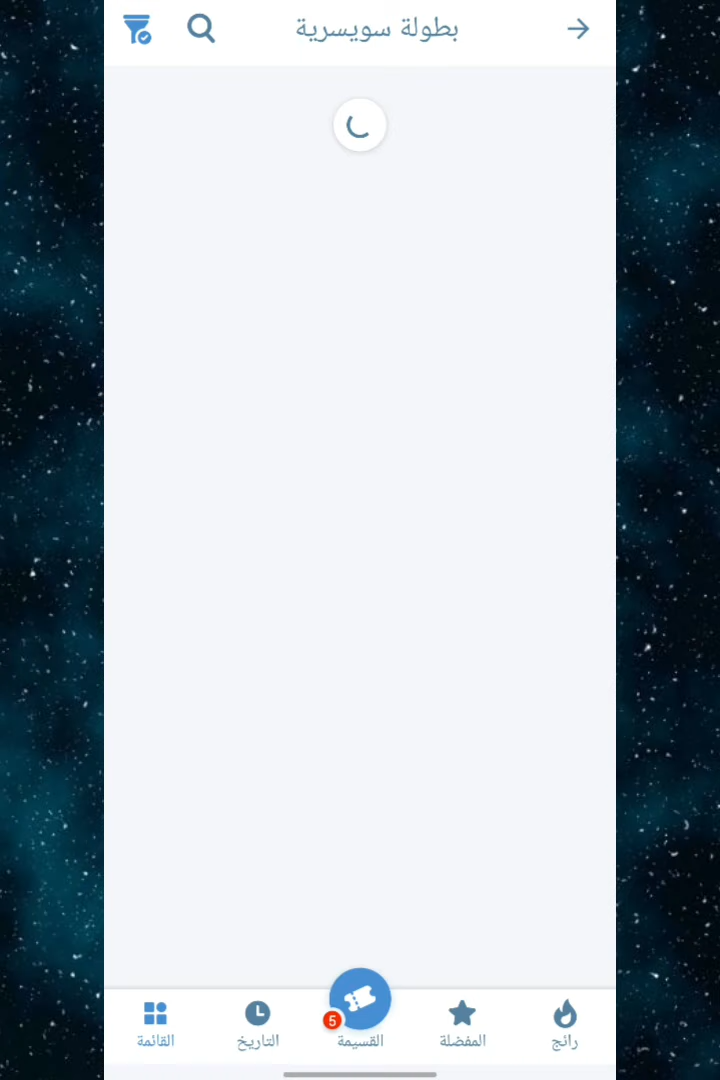 بطولة سويسرية
5
رائج
المفضلة
القسيمة
التاريخ
القائمة